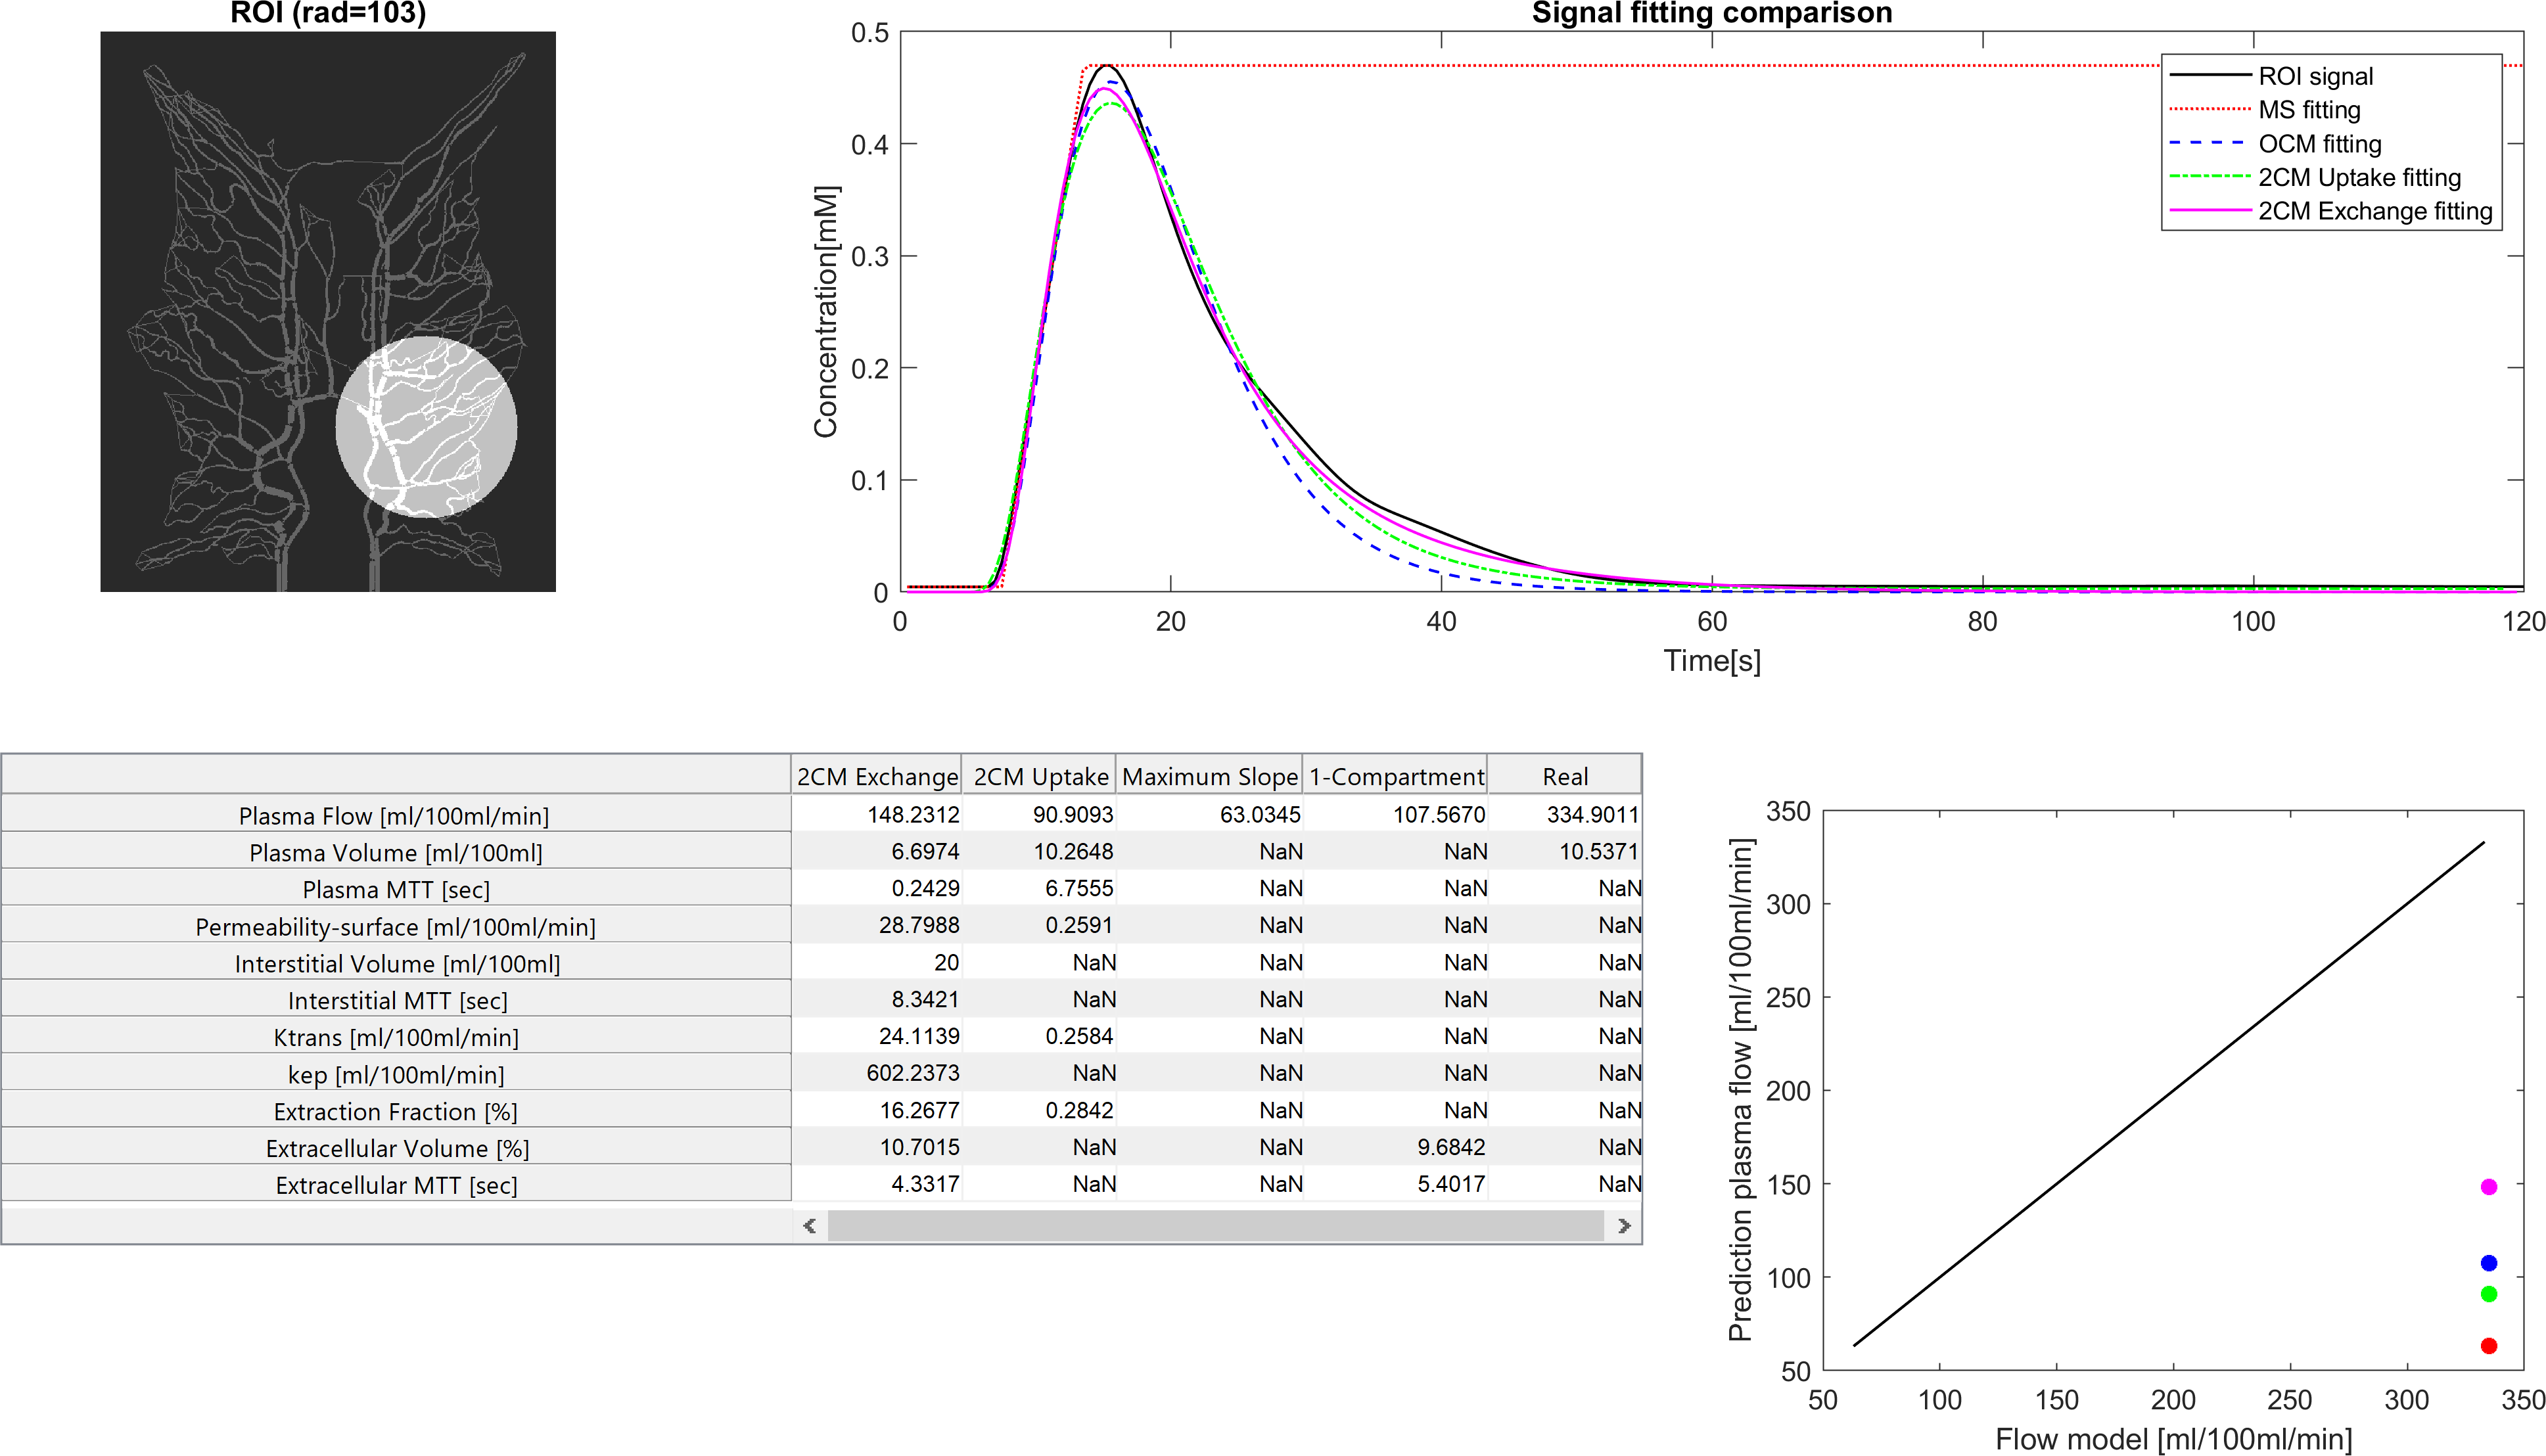 ROI (rad=103)
Signal fitting comparison
0.5
0.4
0.3
0.2
0.1
0
Concentration[mM]
0 20 40 60 80 100 120
Time[s]
ROI signal
MS fitting
OCM fitting
2CM Uptake fitting
2CM Exchange fitting
2CM Exchange 2CM Uptake Maximum Slope 1-Compartment Real
Plasma Flow [ml/100ml/min] 148.2312 90.9093 63.0345 107.5670 334.9011
Plasma Volume [ml/100ml] 6.6974 10.2648 NaN NaN 10.5371
Plasma MTT [sec] 0.2429 6.7555 NaN NaN NaN
Permeability-surface [ml/100ml/min] 28.7988 0.2591 NaN NaN NaN
Interstitial Volume [ml/100ml] 20 NaN NaN NaN NaN
Interstitial MTT [sec] 8.3421 NaN NaN NaN NaN
Ktrans [ml/100ml/min] 24.1139 0.2584 NaN NaN NaN
kep [ml/100ml/min] 602.2373 NaN NaN NaN NaN
Extraction Fraction [%] 16.2677 0.2842 NaN NaN NaN
Extracellular Volume [%] 10.7015 NaN NaN 9.6842 NaN
Extracellular MTT [sec] 4.3317 NaN NaN 5.4017 NaN
350
300
250
200
150
100
50
Prediction plasma flow [ml/100ml/min]
50 100 150 200 250 300 350
Flow model [ml/100ml/min]